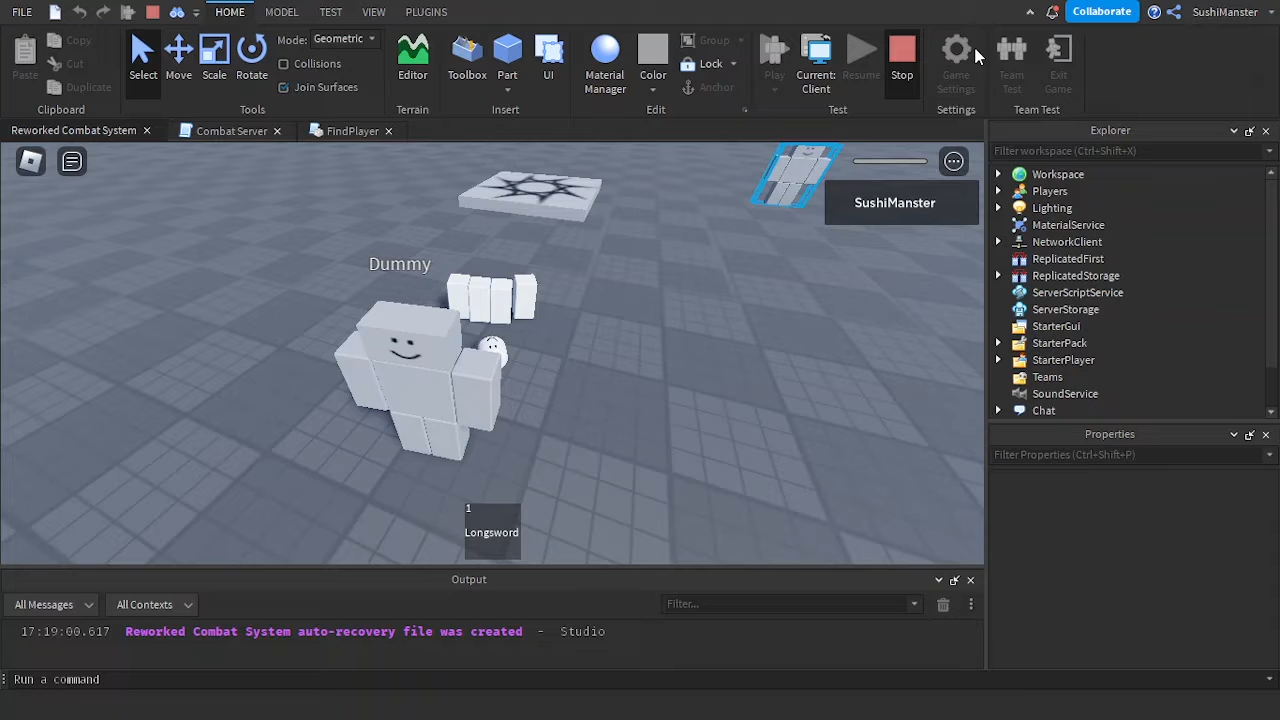 FILE
HOME
MODEL
TEST
VIEW
PLUGINS
Collaborate
SushiManster
Paste
Copy
Cut
Duplicate
Clipboard
Select
Move
Scale
Rotate
Mode: Geometric
Collisions
Join Surfaces
Tools
Editor
Terrain
Toolbox
Part
UI
Insert
Material
Manager
Color
Group
Lock
Anchor
Edit
Play
Current:
Client
Resume
Stop
Test
Game
Settings
Settings
Team
Test
Exit
Game
Team Test
Reworked Combat System
Combat Server
FindPlayer
SushiManster
Dummy
1
Longsword
Explorer
Filter workspace (Ctrl+Shift+X)
Workspace
Players
Lighting
MaterialService
NetworkClient
ReplicatedFirst
ReplicatedStorage
ServerScriptService
ServerStorage
StarterGui
StarterPack
StarterPlayer
Teams
SoundService
Chat
Properties
Filter Properties (Ctrl+Shift+P)
Output
All Messages
All Contexts
Filter...
17:19:00.617 Reworked Combat System auto-recovery file was created - Studio
Run a command